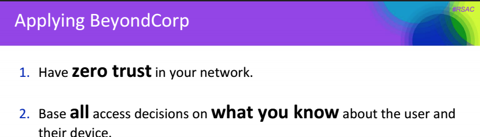 #RSAC
Applying BeyondCorp
1. Have zero trust in your network.
2. Base all access decisions on what you know about the user and
their device.